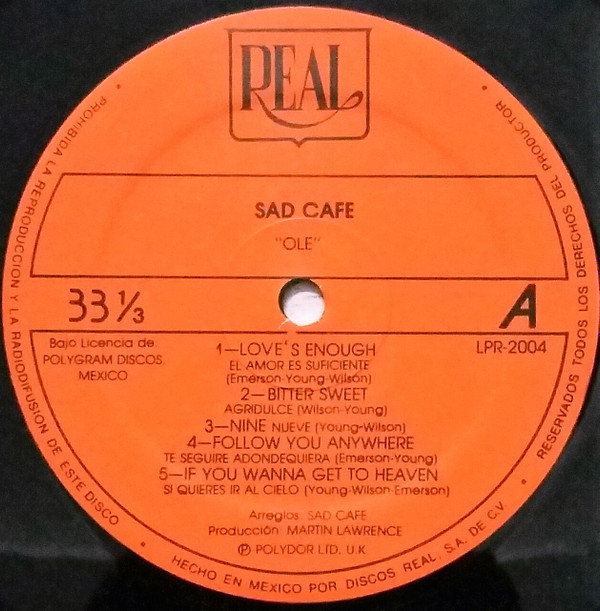 REAL
SAD CAFE
"OLE"
33 ⅓
A
Bajo Licencia de:
POLYGRAM DISCOS.
MEXICO
LPR-2004
1—LOVE'S ENOUGH
EL AMOR ES SUFICIENTE
(Emerson-Young-Wilson)
2—BITTER SWEET
AGRIDULCE (Wilson-Young)
3—NINE NUEVE (Young-Wilson)
4—FOLLOW YOU ANYWHERE
TE SEGUIRE ADONDEQUIERA (Emerson-Young)
5—IF YOU WANNA GET TO HEAVEN
SI QUIERES IR AL CIELO (Young-Wilson-Emerson)
Arreglos: SAD CAFE
Producción: MARTIN LAWRENCE
Ⓟ POLYDOR LTD. U.K
PROHIBIDA LA REPRODUCCION Y LA RADIODIFUSION DE ESTE DISCO
HECHO EN MEXICO POR DISCOS REAL, S.A. DE C.V.
RESERVADOS TODOS LOS DERECHOS DEL PRODUCTOR